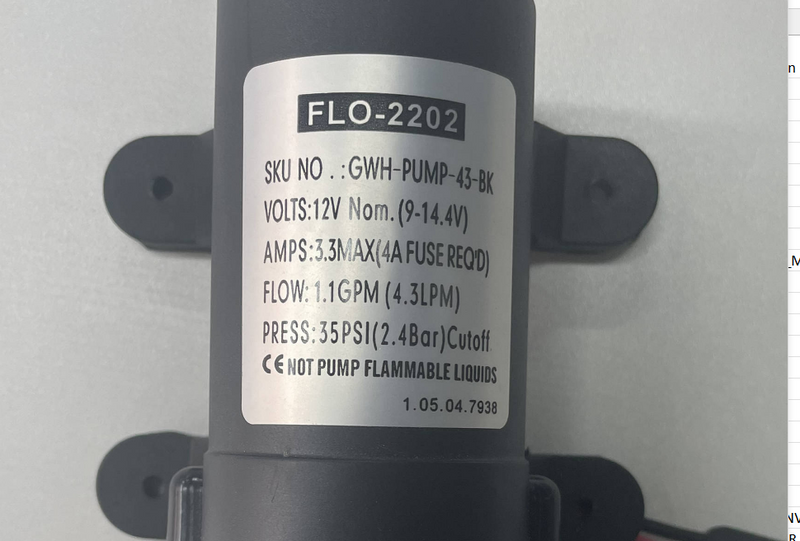 FLO-2202
SKU NO . :GWH-PUMP-43-BK
VOLTS:12V Nom.(9-14.4V)
AMPS:3.3MAX(4A FUSE REQ'D)
FLOW: 1.1GPM (4.3LPM)
PRESS:35PSI(2.4Bar)Cutoff
CE NOT PUMP FLAMMABLE LIQUIDS
1.05.04.7938